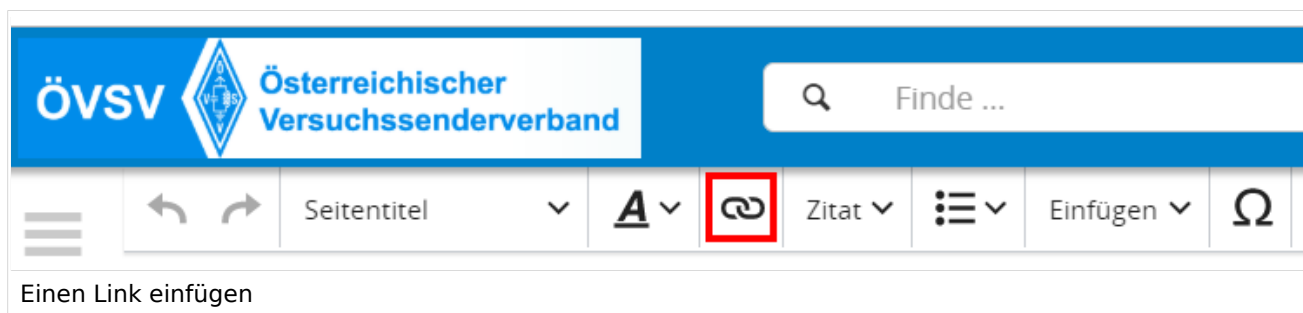 ÖVSV
Österreichischer
Versuchssenderverband
Finde ...
Seitentitel A Zitat Einfügen Ω
Einen Link einfügen